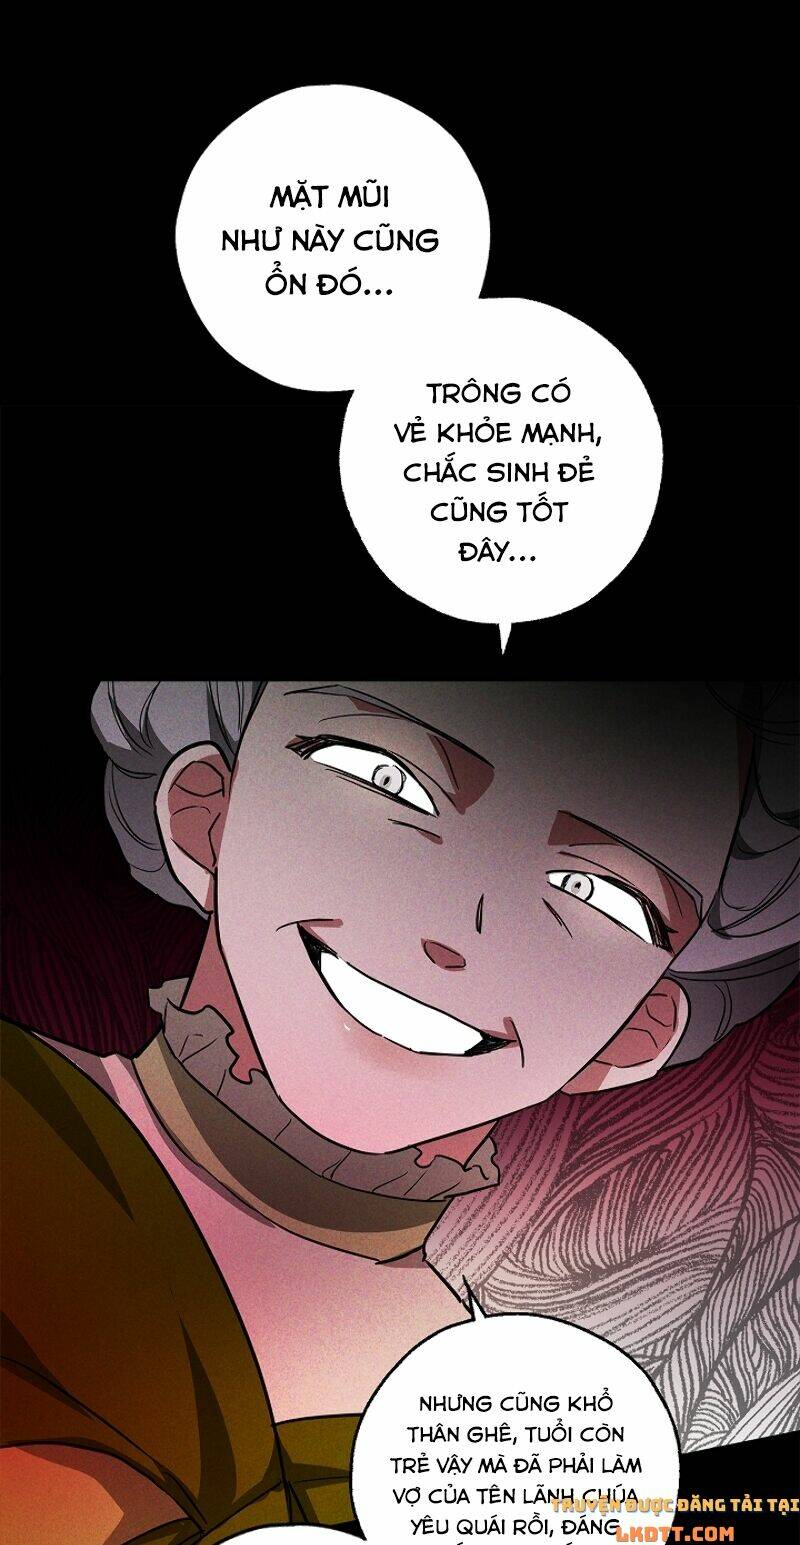 MẶT MŨI
NHƯ NÀY CŨNG
ỔN ĐÓ...
TRÔNG CÓ
VẺ KHỎE MẠNH,
CHẮC SINH ĐẺ
CŨNG TỐT
ĐÂY...
NHƯNG CŨNG KHỔ
THÂN GHÊ, TUỔI CÒN
TRẺ VẬY MÀ ĐÃ PHẢI LÀM
VỢ CỦA TÊN LÃNH CHÚA
YÊU QUÁI RỒI, ĐÁNG
TRUYỆN ĐƯỢC ĐĂNG TẢI TẠI
LKDTT.COM